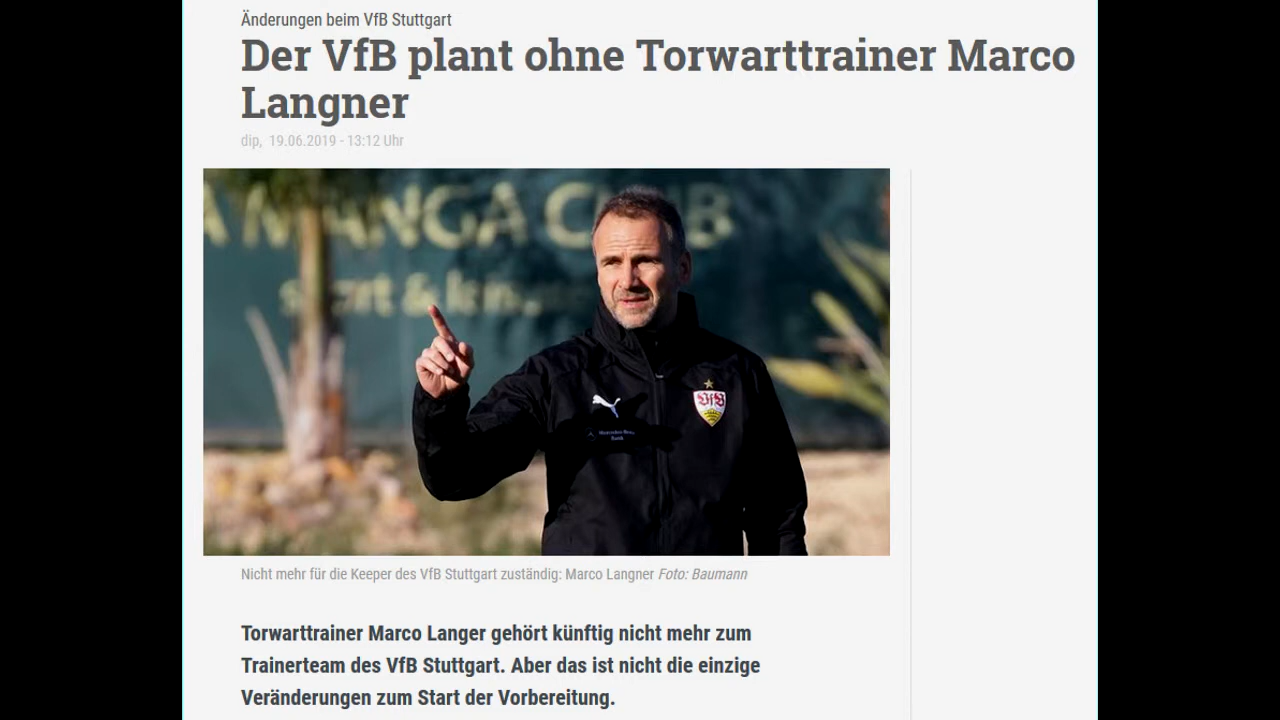 Änderungen beim VfB Stuttgart
Der VfB plant ohne Torwarttrainer Marco
Langner
dip, 19.06.2019 - 13:12 Uhr
A MANGA CLUB
VfB
Nicht mehr für die Keeper des VfB Stuttgart zuständig: Marco Langner Foto: Baumann
Torwarttrainer Marco Langer gehört künftig nicht mehr zum
Trainerteam des VfB Stuttgart. Aber das ist nicht die einzige
Veränderungen zum Start der Vorbereitung.